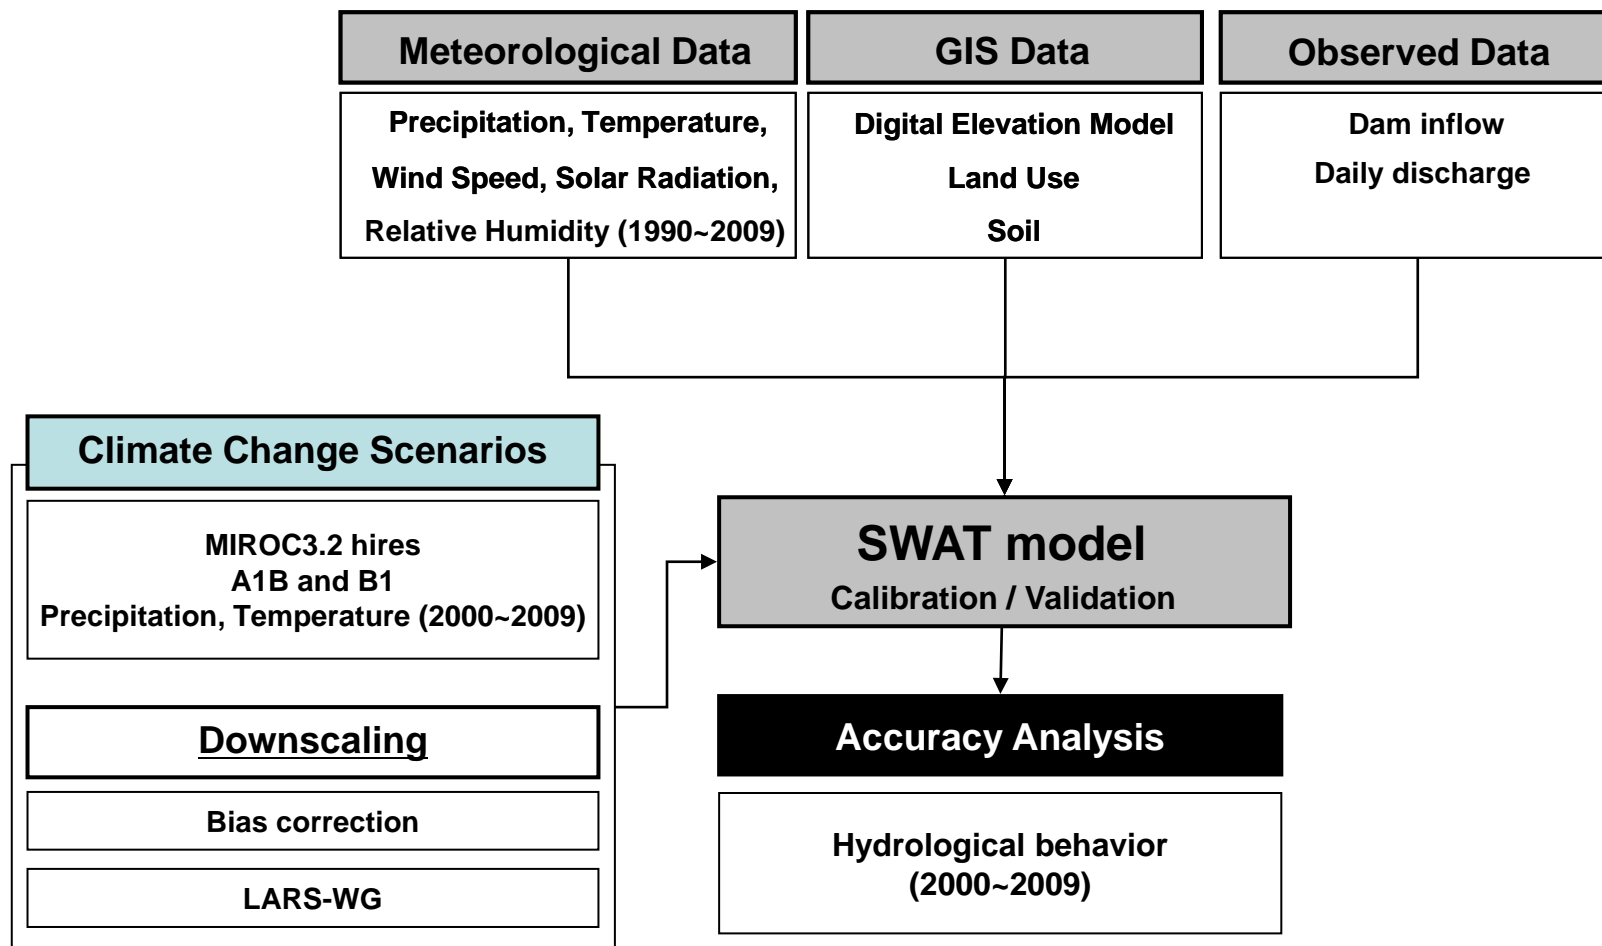 Meteorological Data
Precipitation, Temperature,
Wind Speed, Solar Radiation,
Relative Humidity (1990~2009)
GIS Data
Digital Elevation Model
Land Use
Soil
Observed Data
Dam inflow
Daily discharge
Climate Change Scenarios
MIROC3.2 hires
A1B and B1
Precipitation, Temperature (2000~2009)
Downscaling
Bias correction
LARS-WG
SWAT model
Calibration / Validation
Accuracy Analysis
Hydrological behavior
(2000~2009)